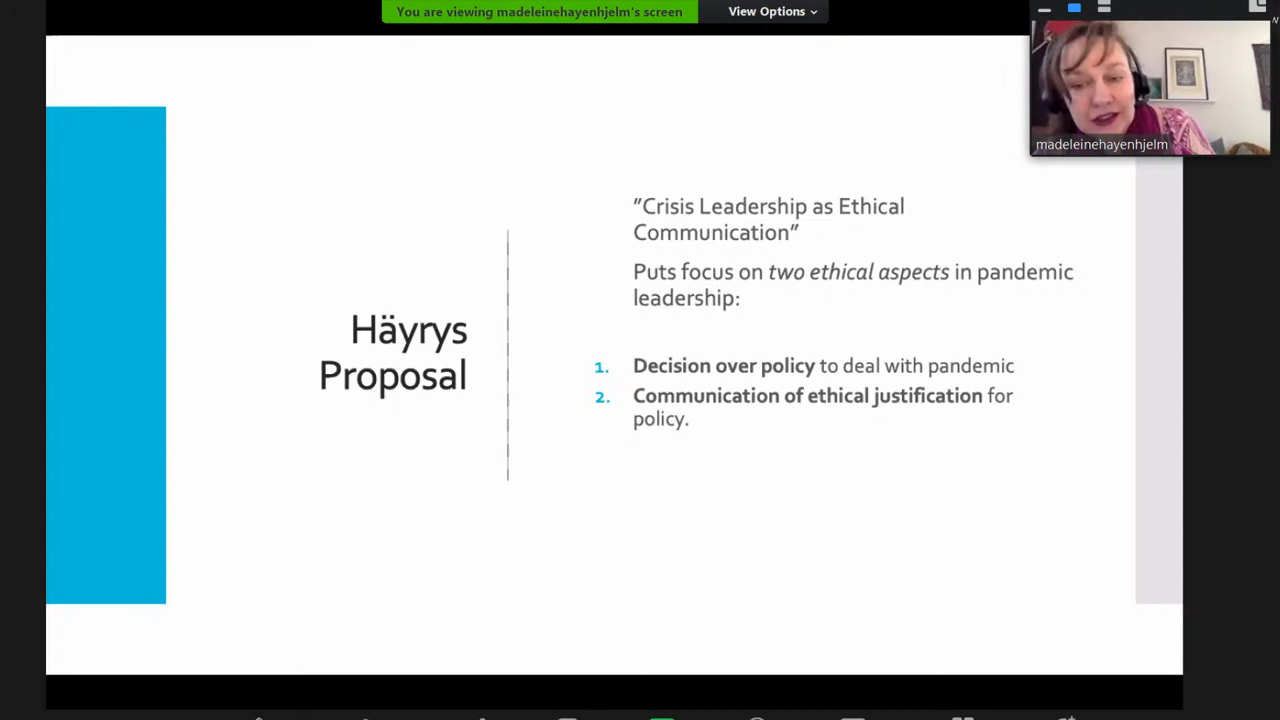 You are viewing madeleinehayenhjelm's screen
View Options
madeleinehayenhjelm
Häyrys
Proposal
”Crisis Leadership as Ethical
Communication”
Puts focus on two ethical aspects in pandemic
leadership:
1. Decision over policy to deal with pandemic
2. Communication of ethical justification for
policy.